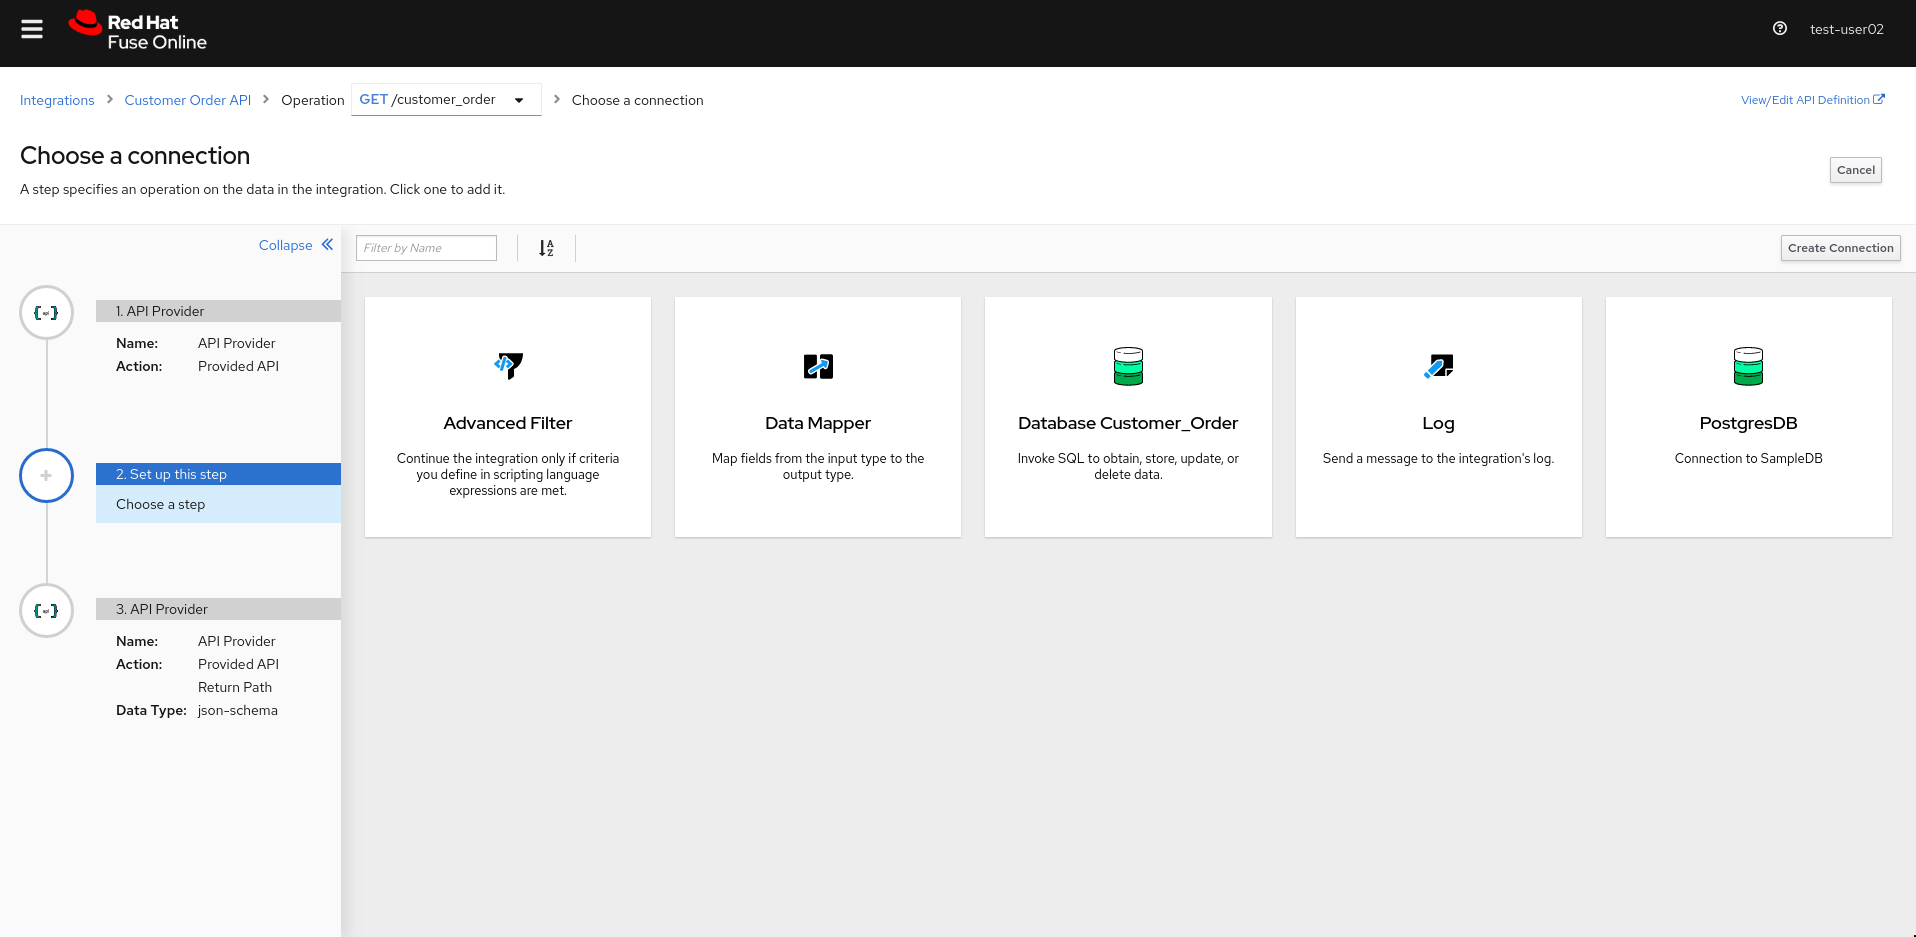 Red Hat
Fuse Online
test-user02
Integrations > Customer Order API > Operation GET /customer_order > Choose a connection
View/Edit API Definition
Choose a connection
A step specifies an operation on the data in the integration. Click one to add it.
Cancel
Collapse
Filter by Name
A
Z
Create Connection
1. API Provider
Name: API Provider
Action: Provided API
2. Set up this step
Choose a step
3. API Provider
Name: API Provider
Action: Provided API
Return Path
Data Type: json-schema
Advanced Filter
Continue the integration only if criteria
you define in scripting language
expressions are met.
Data Mapper
Map fields from the input type to the
output type.
Database Customer_Order
Invoke SQL to obtain, store, update, or
delete data.
Log
Send a message to the integration's log.
PostgresDB
Connection to SampleDB